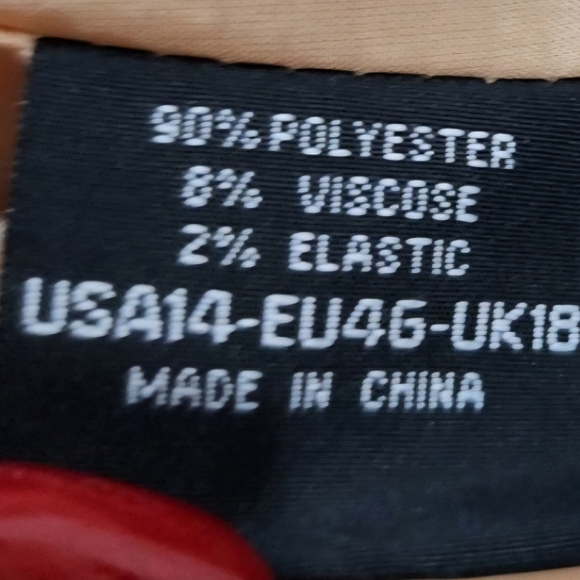 90% POLYESTER
8% VISCOSE
2% ELASTIC
USA14-EU46-UK18
MADE IN CHINA